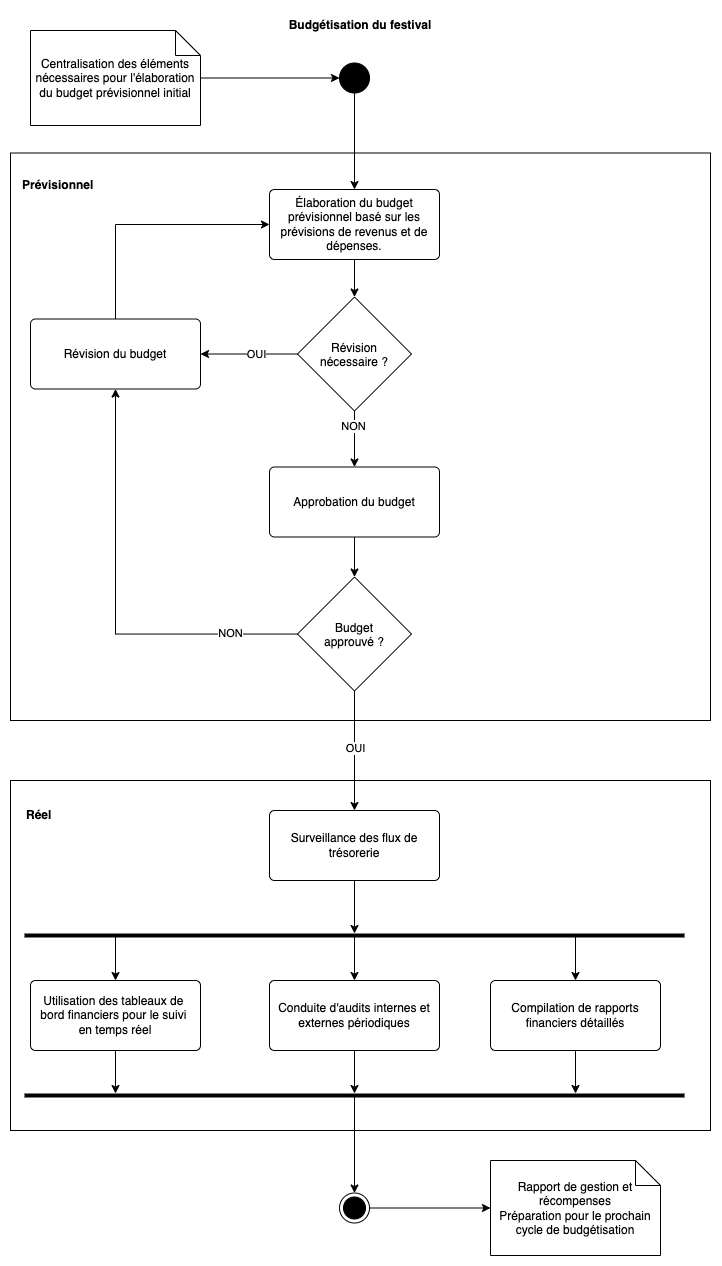 Budgétisation du festival
Centralisation des éléments
nécessaires pour l'élaboration
du budget prévisionnel initial
Prévisionnel
Élaboration du budget
prévisionnel basé sur les
prévisions de revenus et de
dépenses.
Révision du budget
OUI
Révision
nécessaire ?
NON
Approbation du budget
NON
Budget
approuvé ?
OUI
Réel
Surveillance des flux de
trésorerie
Utilisation des tableaux de
bord financiers pour le suivi
en temps réel
Conduite d'audits internes et
externes périodiques
Compilation de rapports
financiers détaillés
Rapport de gestion et
récompenses
Préparation pour le prochain
cycle de budgétisation